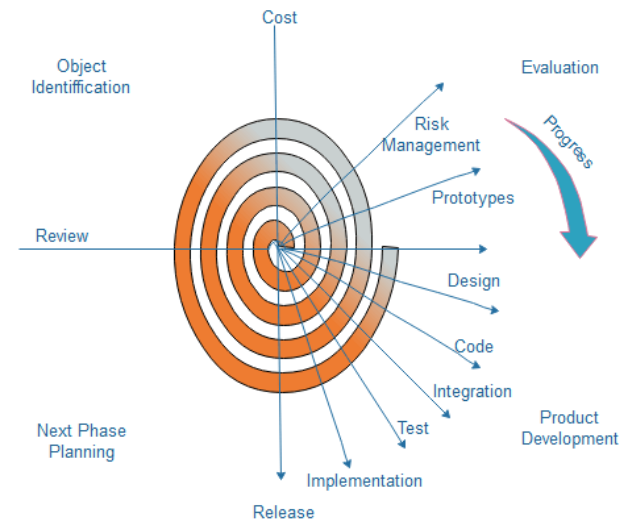 Cost
Object
Identiffication
Evaluation
Risk
Management
Progress
Prototypes
Review
Design
Code
Integration
Test
Next Phase
Planning
Product
Development
Implementation
Release